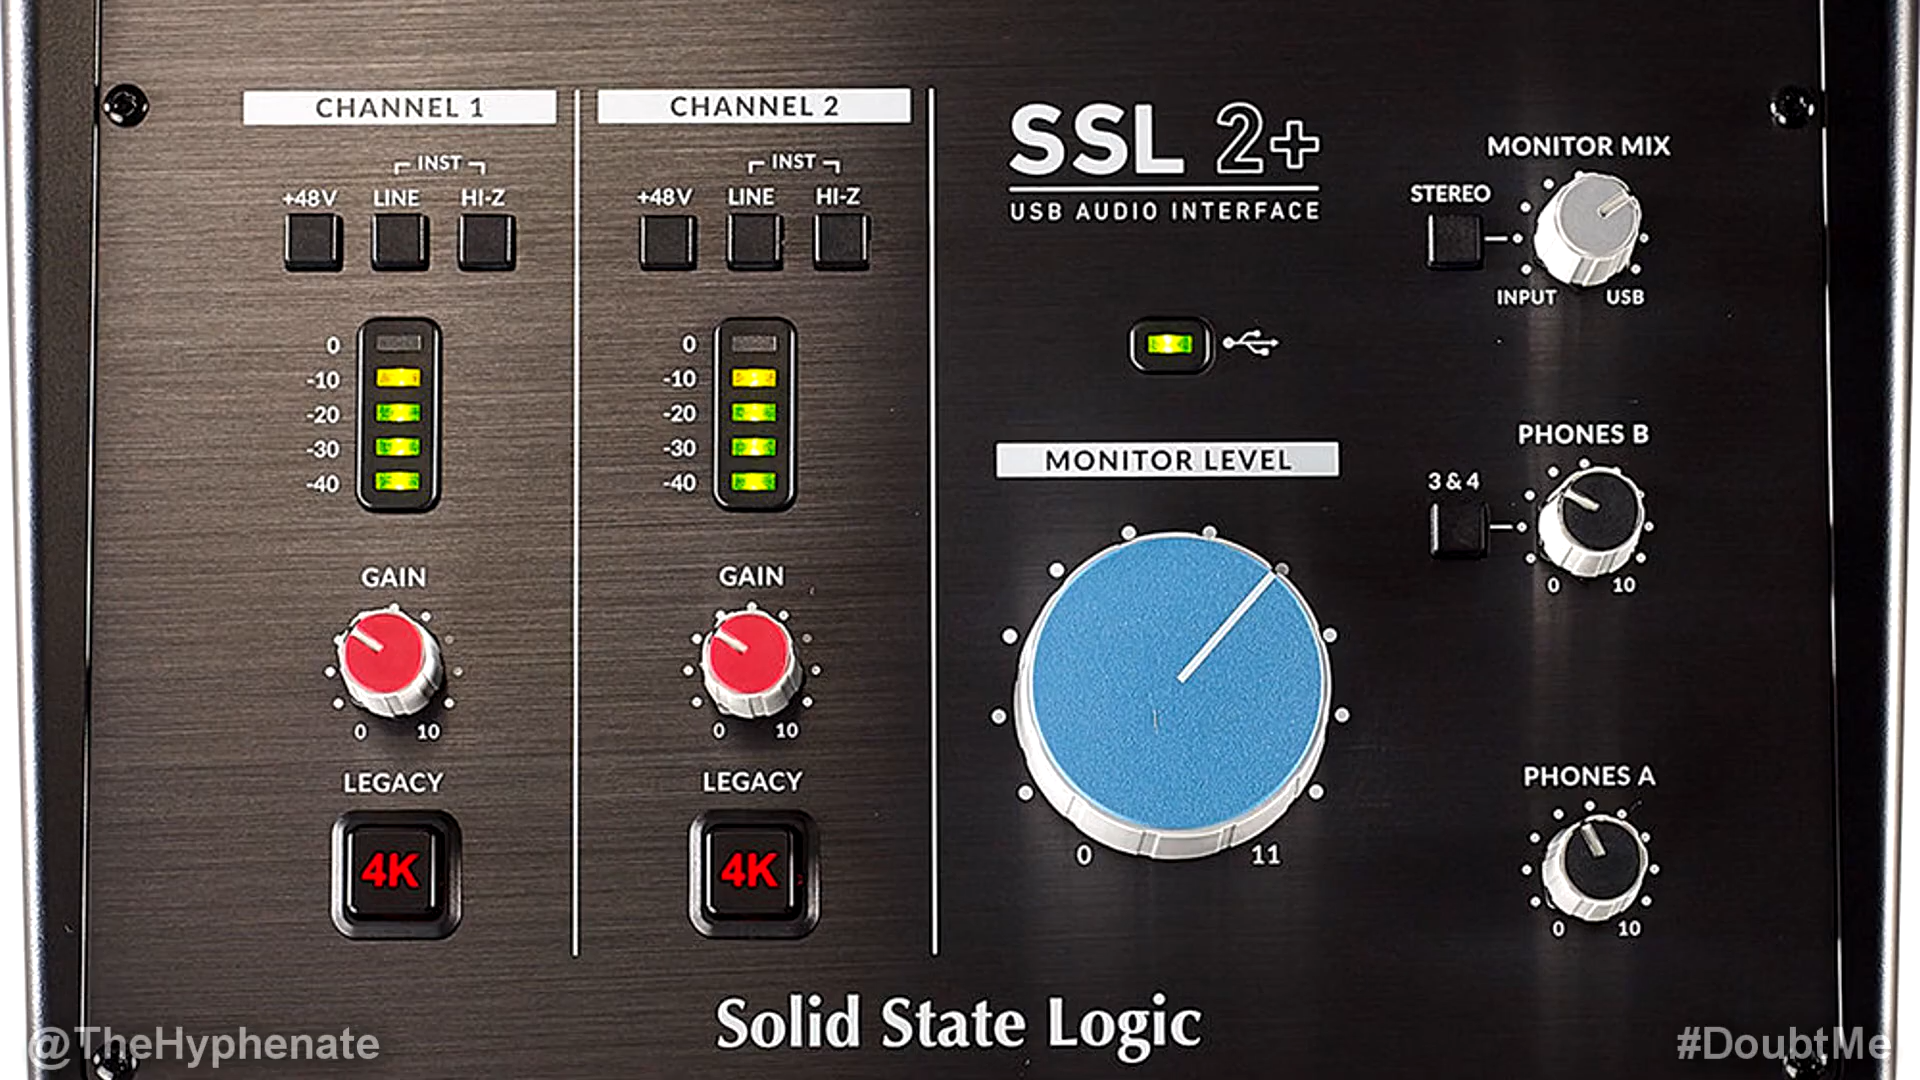 CHANNEL 1
INST
+48V LINE HI-Z
0
-10
-20
-30
-40
GAIN
0 10
LEGACY
4K
CHANNEL 2
INST
+48V LINE HI-Z
0
-10
-20
-30
-40
GAIN
0 10
LEGACY
4K
SSL 2+
USB AUDIO INTERFACE
MONITOR LEVEL
0 11
MONITOR MIX
STEREO
INPUT USB
PHONES B
3 & 4
0 10
PHONES A
0 10
Solid State Logic
@TheHyphenate
#DoubtMe